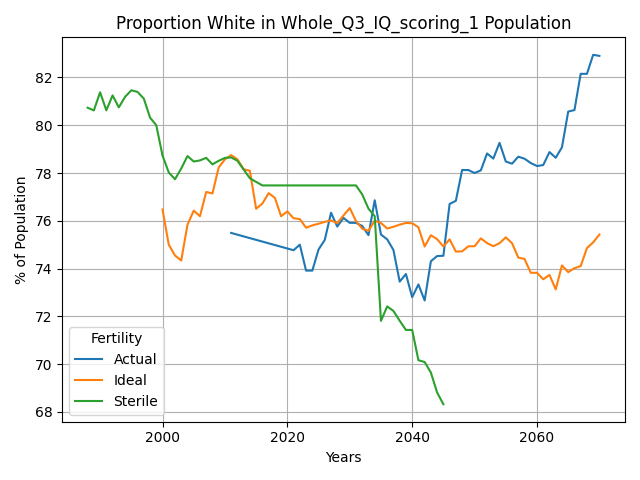 Proportion White in Whole_Q3_IQ_scoring_1 Population
% of Population
82
80
78
76
74
72
70
68
Fertility
Actual
Ideal
Sterile
2000
2020
2040
2060
Years